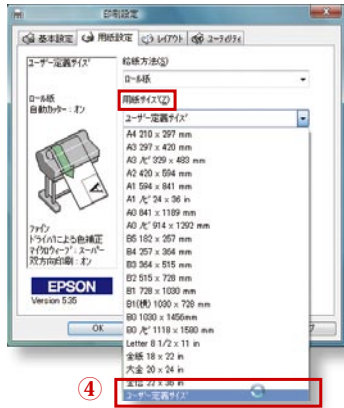 印刷設定
基本設定
用紙設定
レイアウト
ユーティリティ
ユーザー定義サイズ
給紙方法(S)
ロール紙
ロール紙
自動カッター : オン
用紙サイズ(Z)
ユーザー定義サイズ
A4 210 x 297 mm
A3 297 x 420 mm
A3 ノビ 329 x 483 mm
A2 420 x 594 mm
A1 594 x 841 mm
A1 ノビ 24 x 36 in
A0 841 x 1189 mm
A0 ノビ 914 x 1292 mm
B5 182 x 257 mm
B4 257 x 364 mm
B3 364 x 515 mm
B2 515 x 728 mm
B1 728 x 1030 mm
B1(横) 1030 x 728 mm
B0 1030 x 1456mm
B0 ノビ 1118 x 1580 mm
Letter 8 1/2 x 11 in
全紙 18 x 22 in
大全 20 x 24 in
全倍 22 x 36 in
ユーザー定義サイズ
ファイン
ドライバによる色補正
マイクロウィーブ : スーパー
双方向印刷 : オン
EPSON
Version 5.35
OK
④